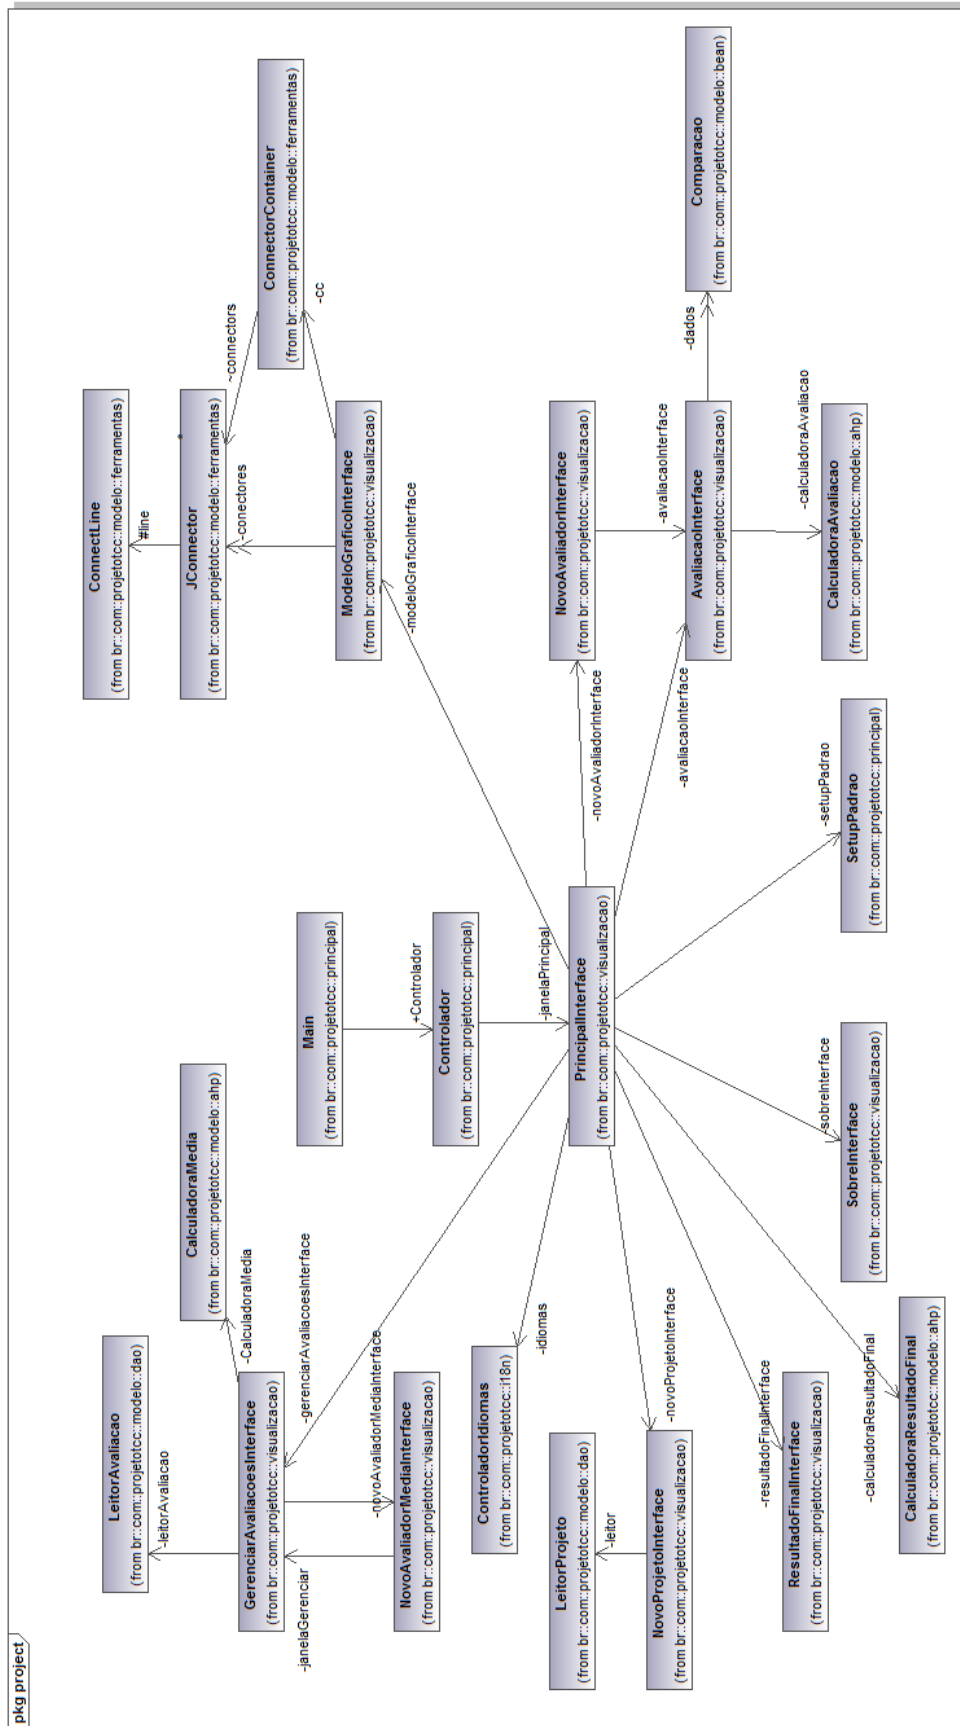 pkg project
LeitorAvaliacao
(from br::com::projetotcc::modelo::dao)
ConnectLine
(from br::com::projetotcc::modelo::ferramentas)
-leitorAvaliacao
#line
CalculadoraMedia
(from br::com::projetotcc::modelo::ahp)
JConnector
(from br::com::projetotcc::modelo::ferramentas)
*
-CalculadoraMedia
-conectores
~connectors
GerenciarAvaliacoesInterface
(from br::com::projetotcc::visualizacao)
ConnectorContainer
(from br::com::projetotcc::modelo::ferramentas)
-janelaGerenciar
-gerenciarAvaliacoesInterface
-cc
Main
(from br::com::projetotcc::principal)
ModeloGraficoInterface
(from br::com::projetotcc::visualizacao)
-novoAvaliadorMediaInterface
-modeloGraficoInterface
+Controlador
NovoAvaliadorMediaInterface
(from br::com::projetotcc::visualizacao)
Controlador
(from br::com::projetotcc::principal)
ControladorIdiomas
(from br::com::projetotcc::i18n)
-idiomas
-janelaPrincipal
LeitorProjeto
(from br::com::projetotcc::modelo::dao)
PrincipalInterface
(from br::com::projetotcc::visualizacao)
NovoAvaliadorInterface
(from br::com::projetotcc::visualizacao)
-leitor
-novoAvaliadorInterface
NovoProjetoInterface
(from br::com::projetotcc::visualizacao)
-novoProjetoInterface
-avaliacaoInterface
-avaliacaoInterface
-dados
AvaliacaoInterface
(from br::com::projetotcc::visualizacao)
Comparacao
(from br::com::projetotcc::modelo::bean)
-resultadoFinalInterface
ResultadoFinalInterface
(from br::com::projetotcc::visualizacao)
-sobreInterface
-setupPadrao
-calculadoraAvaliacao
CalculadoraAvaliacao
(from br::com::projetotcc::modelo::ahp)
SobreInterface
(from br::com::projetotcc::visualizacao)
SetupPadrao
(from br::com::projetotcc::principal)
-calculadoraResultadoFinal
CalculadoraResultadoFinal
(from br::com::projetotcc::modelo::ahp)